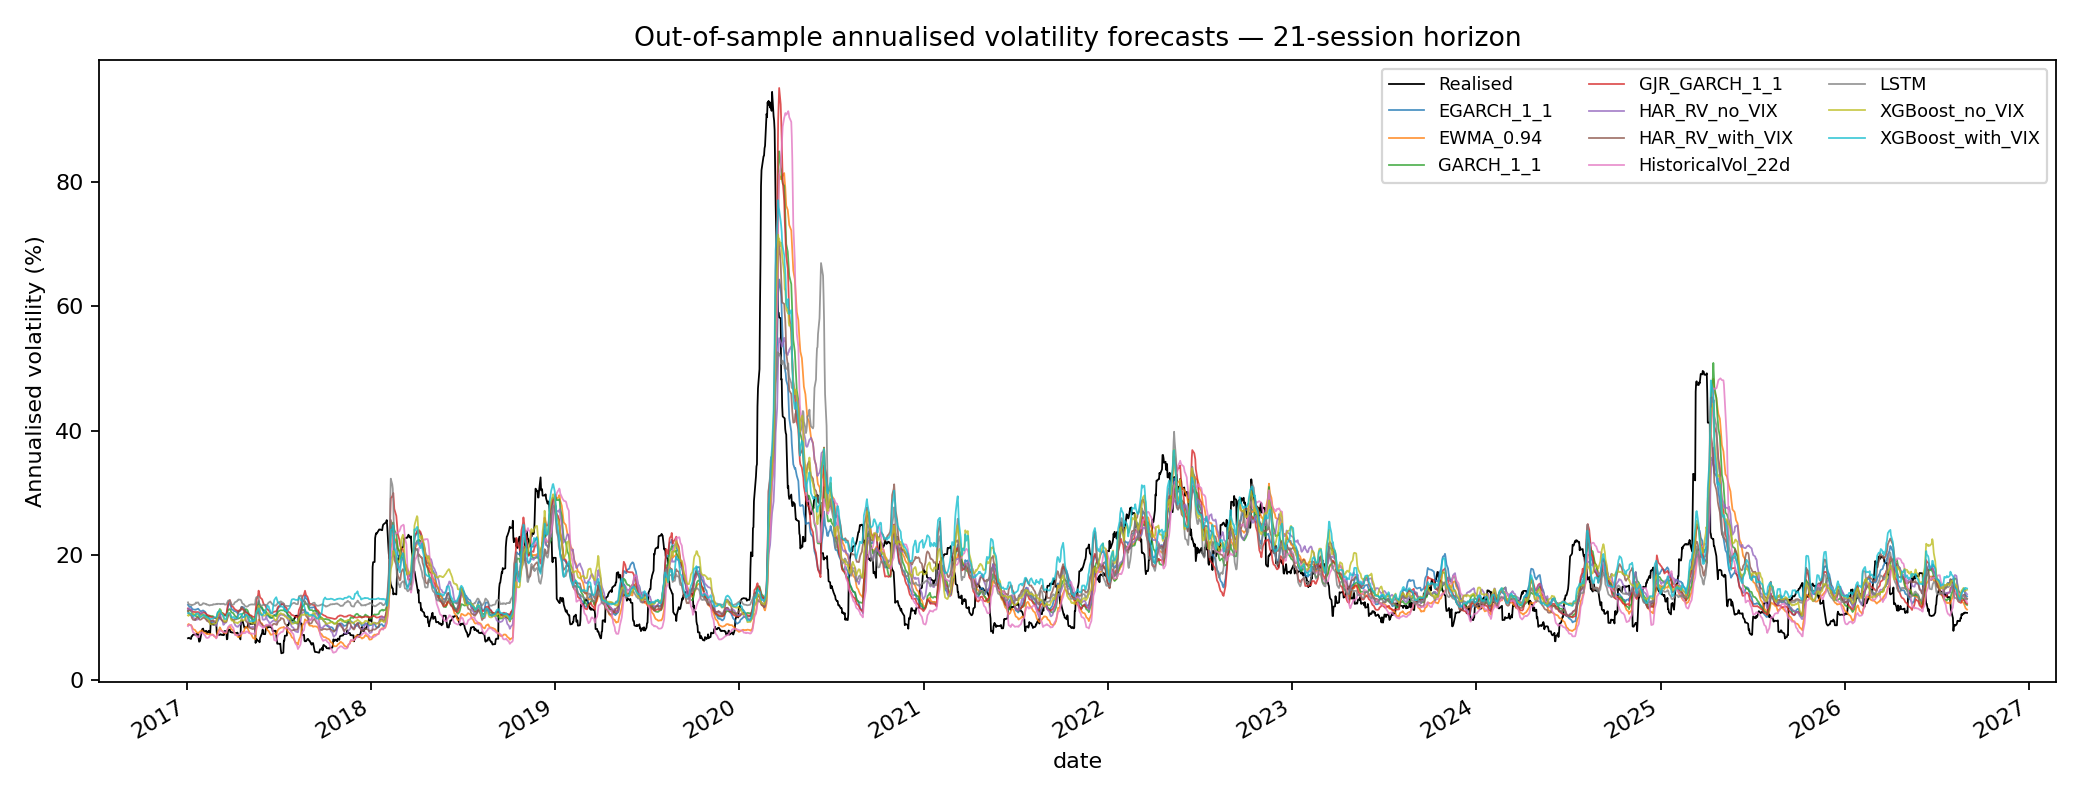 Out-of-sample annualised volatility forecasts — 21-session horizon
Annualised volatility (%)
80
60
40
20
0
Realised
EGARCH_1_1
EWMA_0.94
GARCH_1_1
GJR_GARCH_1_1
HAR_RV_no_VIX
HAR_RV_with_VIX
HistoricalVol_22d
LSTM
XGBoost_no_VIX
XGBoost_with_VIX
2017
2018
2019
2020
2021
2022
2023
2024
2025
2026
2027
date